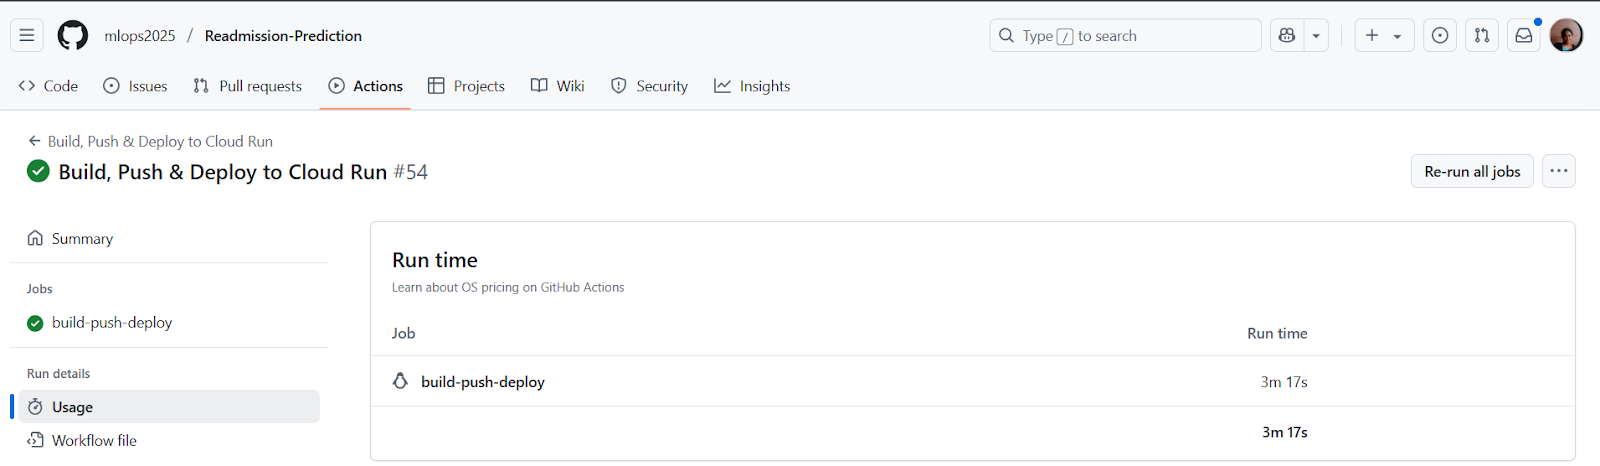 mlops2025 / Readmission-Prediction
Type / to search
Code Issues Pull requests Actions Projects Wiki Security Insights
Build, Push & Deploy to Cloud Run
Build, Push & Deploy to Cloud Run #54
Re-run all jobs
Summary
Jobs
build-push-deploy
Run details
Usage
Workflow file
Run time
Learn about OS pricing on GitHub Actions
Job Run time
build-push-deploy 3m 17s
3m 17s